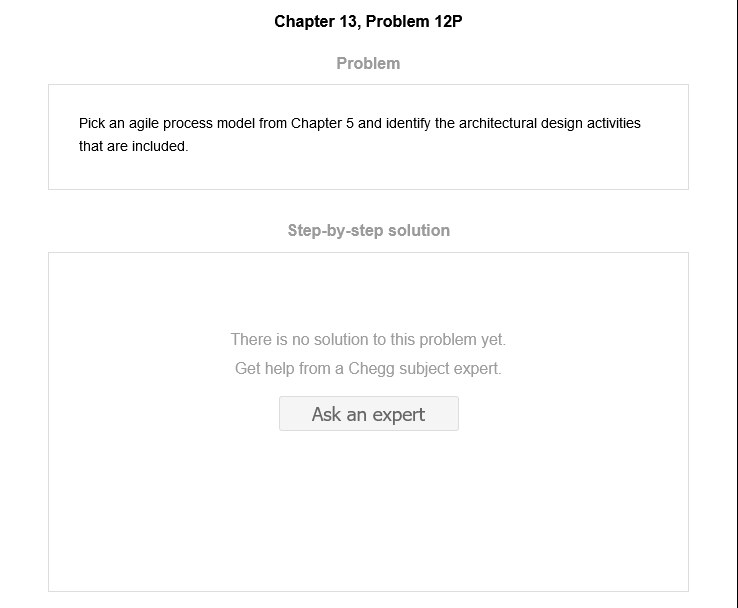 Chapter 13, Problem 12P
Problem
Pick an agile process model from Chapter 5 and identify the architectural design activities
that are included.
Step-by-step solution
There is no solution to this problem yet.
Get help from a Chegg subject expert.
Ask an expert